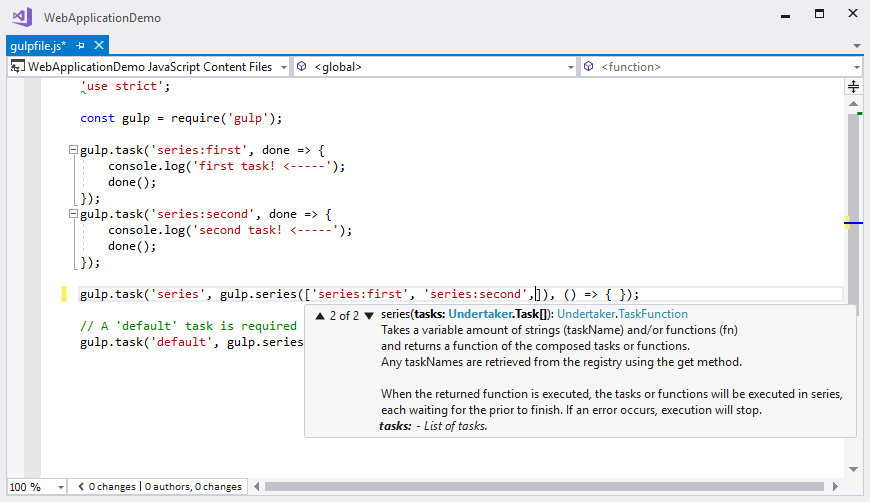 WebApplicationDemo
gulpfile.js*
WebApplicationDemo JavaScript Content Files <global> <function>
'use strict';
const gulp = require('gulp');
gulp.task('series:first', done => {
console.log('first task! <-----');
done();
});
gulp.task('series:second', done => {
console.log('second task! <-----');
done();
});
gulp.task('series', gulp.series(['series:first', 'series:second',]), () => { });
// A 'default' task is required
gulp.task('default', gulp.series
▲ 2 of 2 ▼ series(tasks: Undertaker.Task[]): Undertaker.TaskFunction
Takes a variable amount of strings (taskName) and/or functions (fn)
and returns a function of the composed tasks or functions.
Any taskNames are retrieved from the registry using the get method.
When the returned function is executed, the tasks or functions will be executed in series,
each waiting for the prior to finish. If an error occurs, execution will stop.
tasks: - List of tasks.
100 % 0 changes | 0 authors, 0 changes